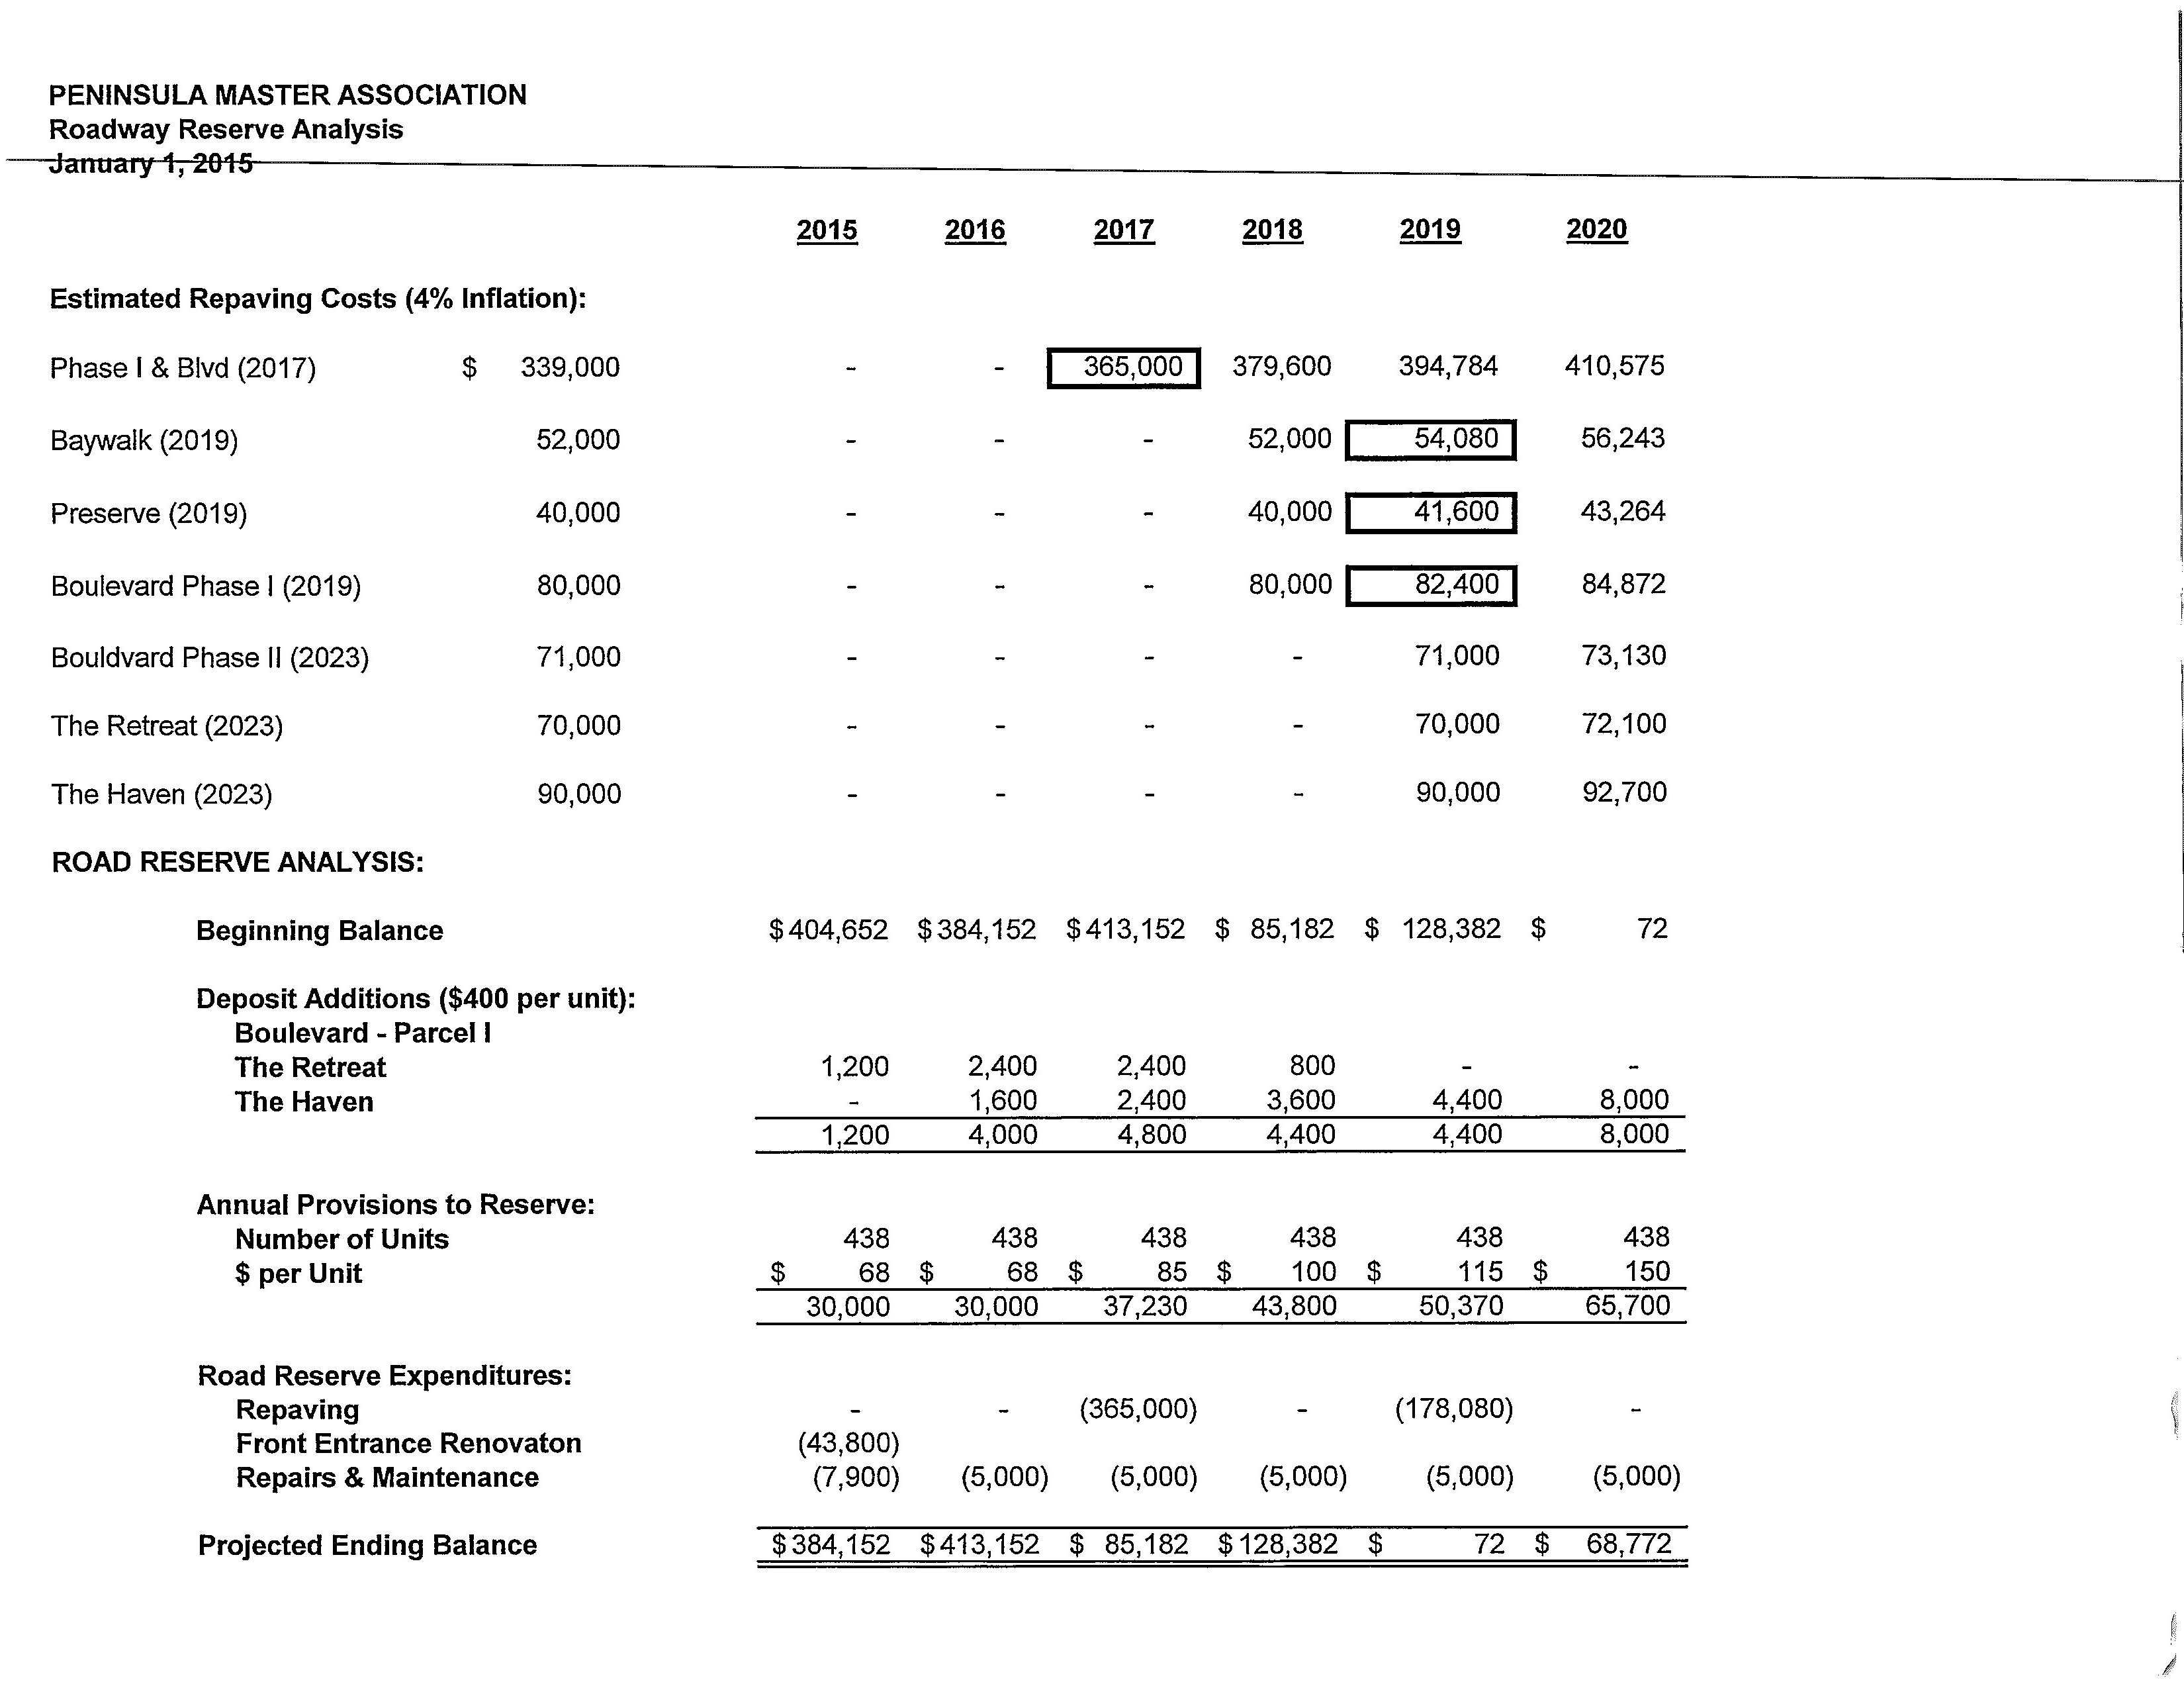 PENINSULA MASTER ASSOCIATION
Roadway Reserve Analysis
January 1, 2015
2015 2016 2017 2018 2019 2020
Estimated Repaving Costs (4% Inflation):
Phase I & Blvd (2017) $ 339,000 - - 365,000 379,600 394,784 410,575
Baywalk (2019) 52,000 - - - 52,000 54,080 56,243
Preserve (2019) 40,000 - - - 40,000 41,600 43,264
Boulevard Phase I (2019) 80,000 - - - 80,000 82,400 84,872
Bouldvard Phase II (2023) 71,000 - - - - 71,000 73,130
The Retreat (2023) 70,000 - - - - 70,000 72,100
The Haven (2023) 90,000 - - - - 90,000 92,700
ROAD RESERVE ANALYSIS:
Beginning Balance $404,652 $384,152 $413,152 $ 85,182 $ 128,382 $ 72
Deposit Additions ($400 per unit):
Boulevard - Parcel I
The Retreat 1,200 2,400 2,400 800 - -
The Haven - 1,600 2,400 3,600 4,400 8,000
1,200 4,000 4,800 4,400 4,400 8,000
Annual Provisions to Reserve:
Number of Units 438 438 438 438 438 438
$ per Unit $ 68 $ 68 $ 85 $ 100 $ 115 $ 150
30,000 30,000 37,230 43,800 50,370 65,700
Road Reserve Expenditures:
Repaving - - (365,000) - (178,080) -
Front Entrance Renovaton (43,800)
Repairs & Maintenance (7,900) (5,000) (5,000) (5,000) (5,000) (5,000)
Projected Ending Balance $384,152 $413,152 $ 85,182 $128,382 $ 72 $ 68,772